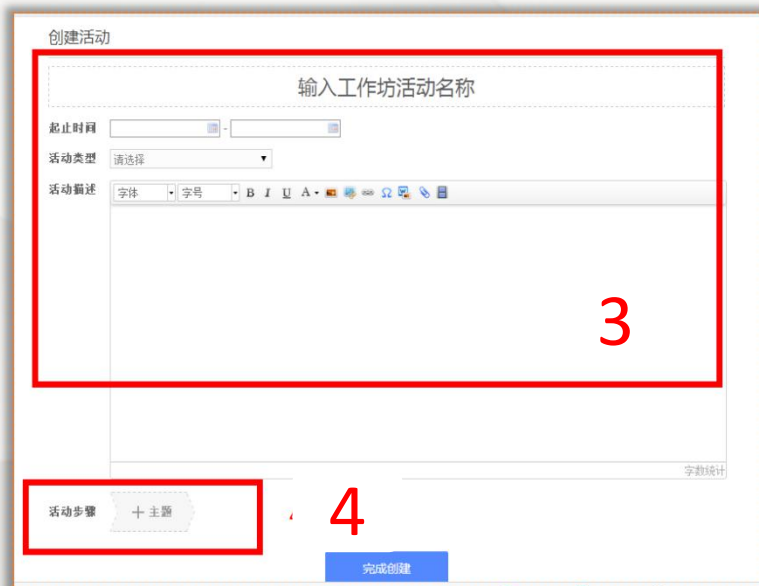 创建活动
输入工作坊活动名称
起止时间 -
活动类型 请选择
活动描述 字体 字号 B I U A Ω
3
字数统计
活动步骤 + 主题 4
完成创建